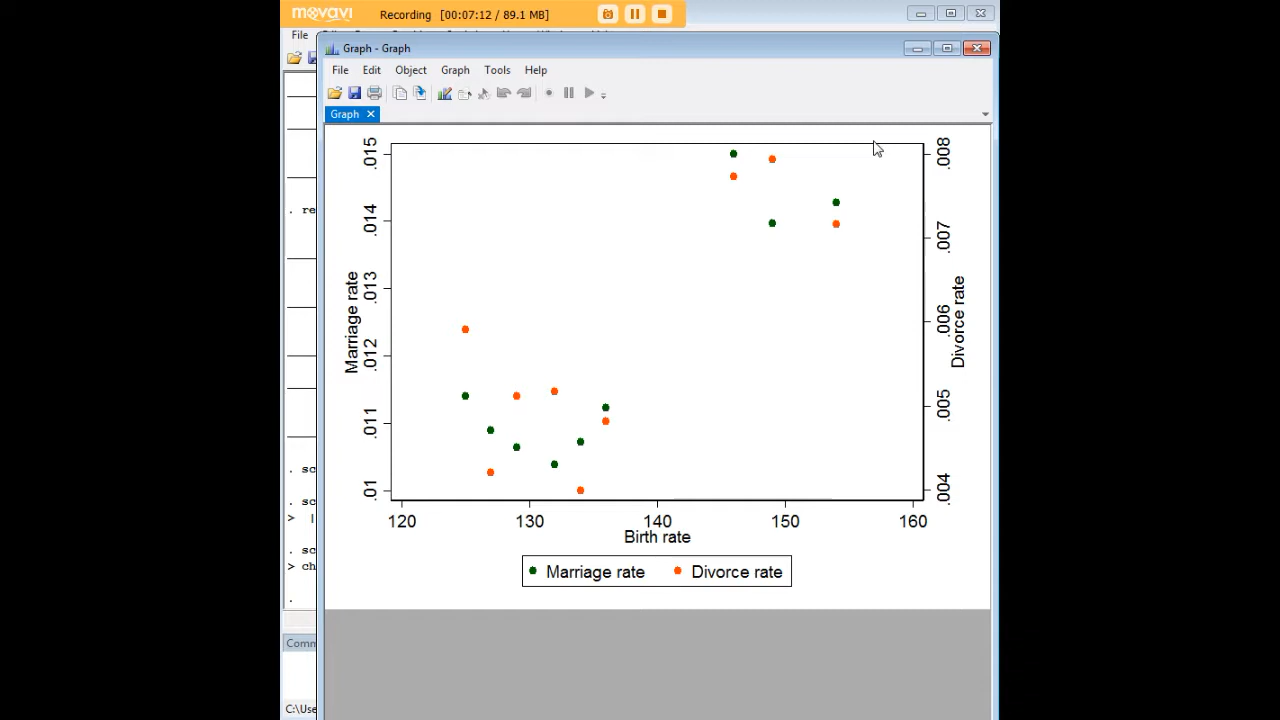 movavi Recording [00:07:12 / 89.1 MB]
File
Graph - Graph
File Edit Object Graph Tools Help
Graph
. re
. sc
. sc
> l
. sc
> ch
.
Comm
C:\Use
.015
.014
.013
.012
.011
.01
Marriage rate
.008
.007
.006
.005
.004
Divorce rate
120 130 140 150 160
Birth rate
Marriage rate Divorce rate